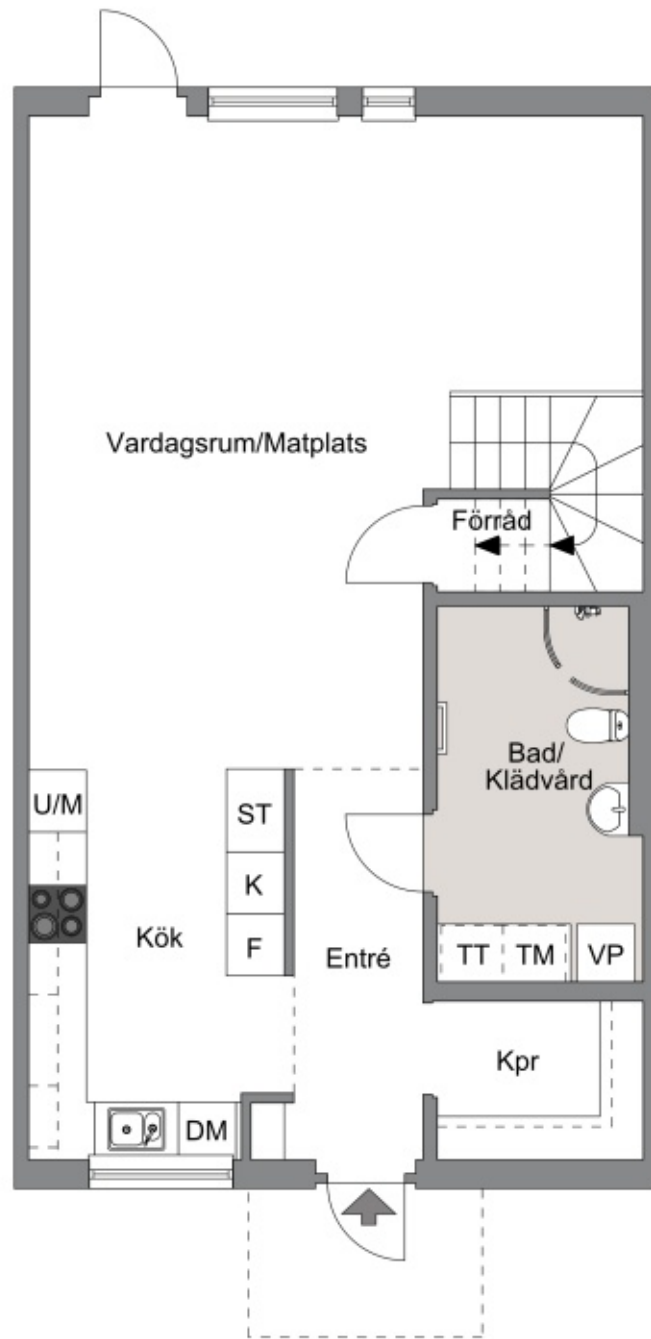 Vardagsrum/Matplats
Förråd
Bad/
Klädvård
U/M
ST
K
F
Kök
Entré
TT
TM
VP
Kpr
DM